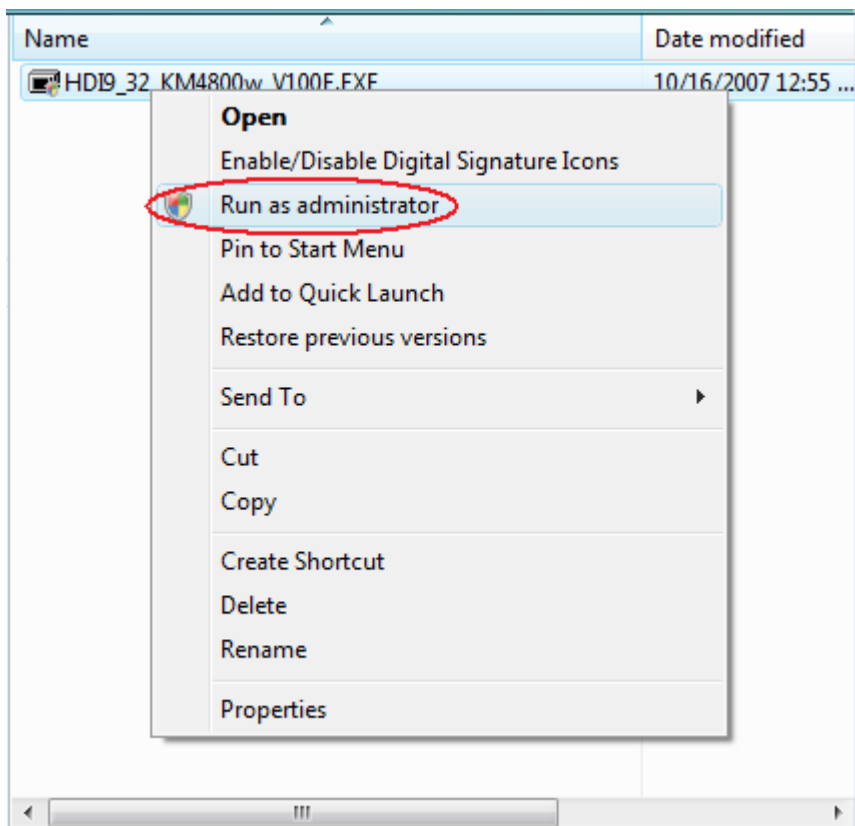 Name Date modified
HDI9_32_KM4800w_V100E.EXE 10/16/2007 12:55 ...
Open
Enable/Disable Digital Signature Icons
Run as administrator
Pin to Start Menu
Add to Quick Launch
Restore previous versions
Send To
Cut
Copy
Create Shortcut
Delete
Rename
Properties